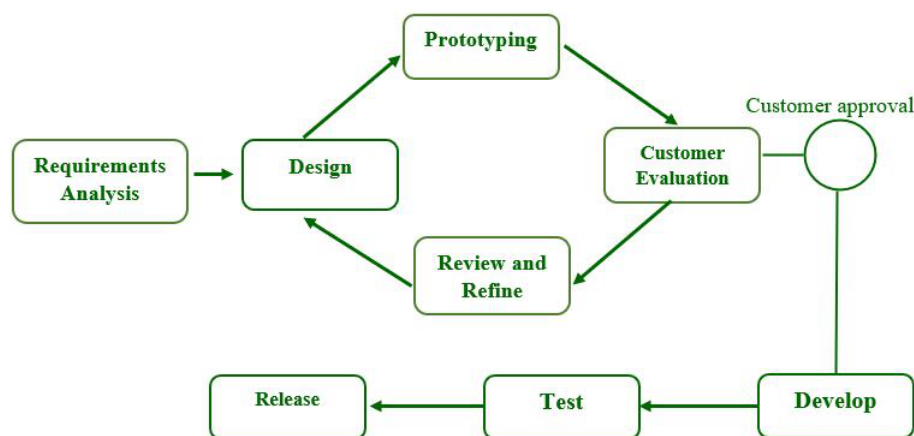 Prototyping
Customer approval
Requirements
Analysis
Design
Customer
Evaluation
Review and
Refine
Release
Test
Develop